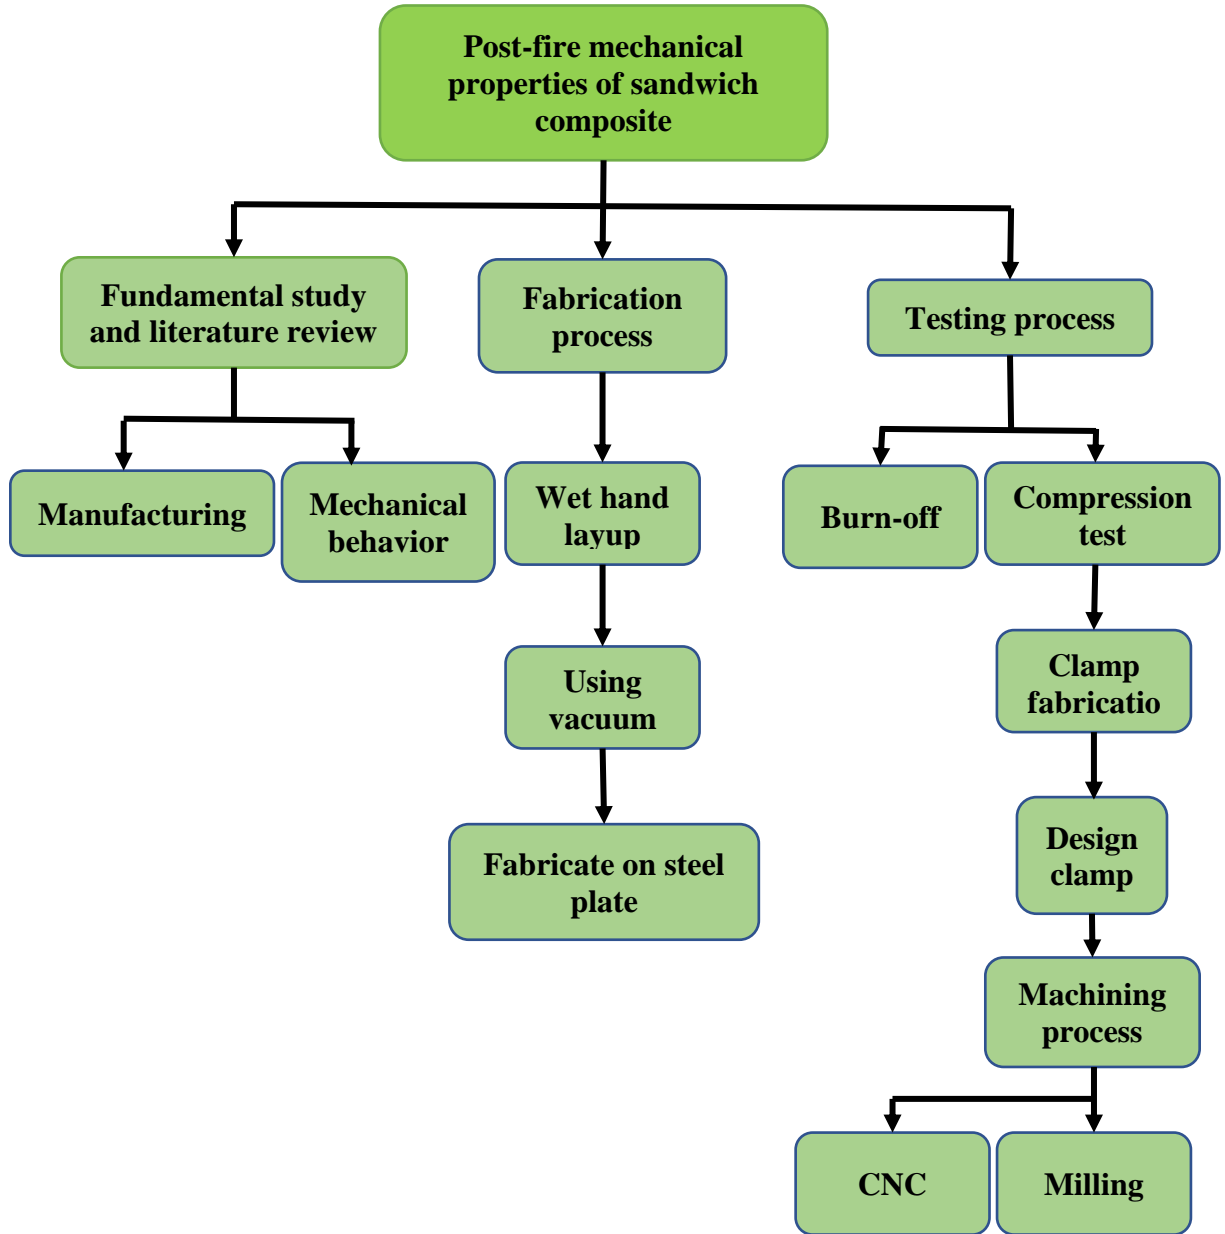 Post-fire mechanical
properties of sandwich
composite
Fundamental study
and literature review
Fabrication
process
Testing process
Manufacturing
Mechanical
behavior
Wet hand
layup
Burn-off
Compression
test
Using
vacuum
Clamp
fabricatio
Fabricate on steel
plate
Design
clamp
Machining
process
CNC
Milling